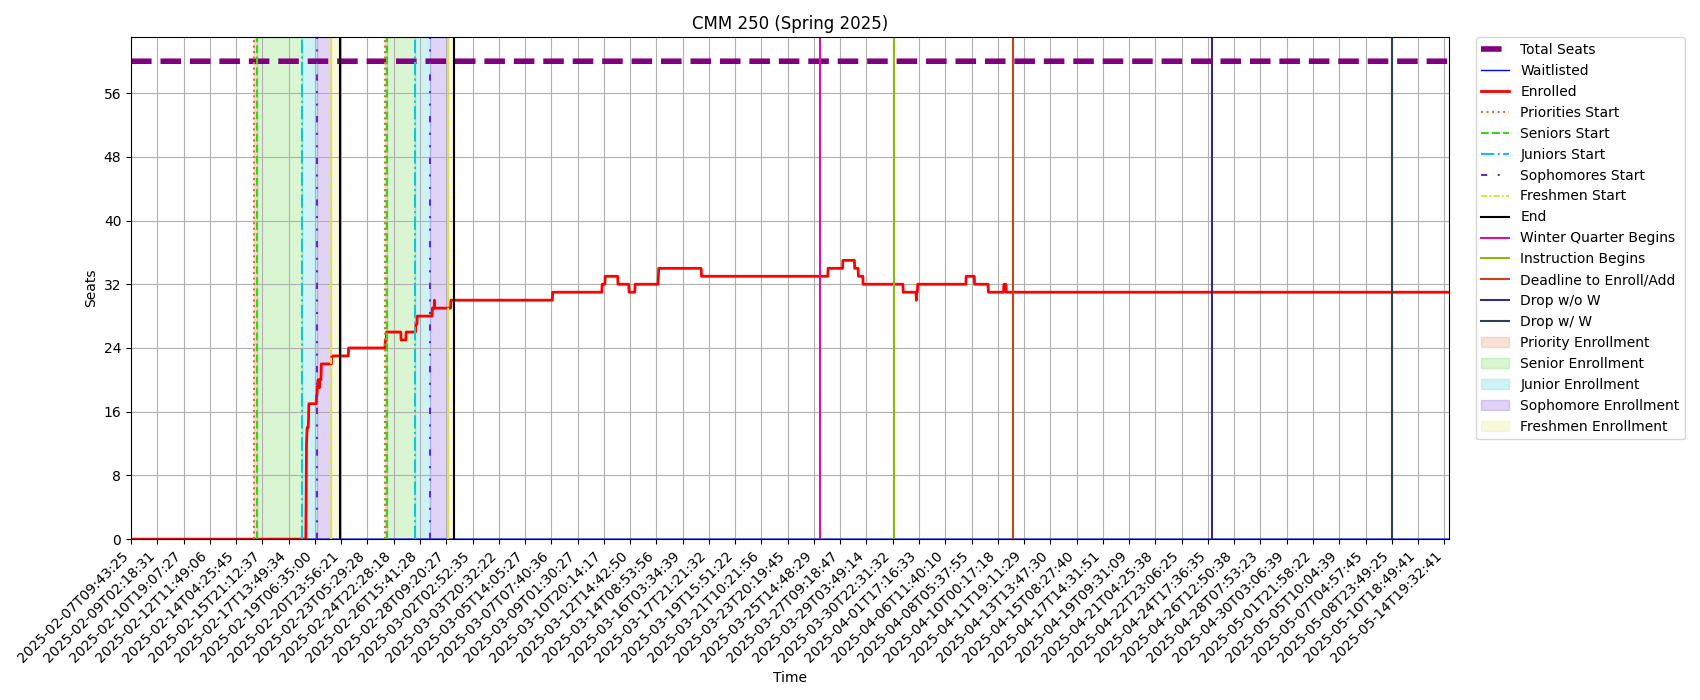 CMM 250 (Spring 2025)
Seats
56
48
40
32
24
16
8
0
2025-02-07T09:43:25
2025-02-09T02:18:31
2025-02-10T19:07:27
2025-02-12T11:49:06
2025-02-14T04:25:45
2025-02-15T21:12:37
2025-02-17T13:49:34
2025-02-19T06:35:00
2025-02-20T23:56:21
2025-02-23T05:29:28
2025-02-24T22:28:18
2025-02-26T15:41:28
2025-02-28T09:20:27
2025-03-02T02:52:35
2025-03-03T20:32:22
2025-03-05T14:05:27
2025-03-07T07:40:36
2025-03-09T01:30:27
2025-03-10T20:14:17
2025-03-12T14:42:50
2025-03-14T08:53:56
2025-03-16T03:34:39
2025-03-17T21:21:32
2025-03-19T15:51:22
2025-03-21T10:21:56
2025-03-23T20:19:45
2025-03-25T14:48:29
2025-03-27T09:18:47
2025-03-29T03:49:14
2025-03-30T22:31:32
2025-04-01T17:16:33
2025-04-06T11:40:10
2025-04-08T05:37:55
2025-04-10T00:17:18
2025-04-11T19:11:29
2025-04-13T13:47:30
2025-04-15T08:27:40
2025-04-17T14:31:51
2025-04-19T09:31:09
2025-04-21T04:25:38
2025-04-22T23:06:25
2025-04-24T17:36:35
2025-04-26T12:50:38
2025-04-28T07:53:23
2025-04-30T03:06:39
2025-05-01T21:58:22
2025-05-05T10:04:39
2025-05-07T04:57:45
2025-05-08T23:49:25
2025-05-10T18:49:41
2025-05-14T19:32:41
Time
Total Seats
Waitlisted
Enrolled
Priorities Start
Seniors Start
Juniors Start
Sophomores Start
Freshmen Start
End
Winter Quarter Begins
Instruction Begins
Deadline to Enroll/Add
Drop w/o W
Drop w/ W
Priority Enrollment
Senior Enrollment
Junior Enrollment
Sophomore Enrollment
Freshmen Enrollment